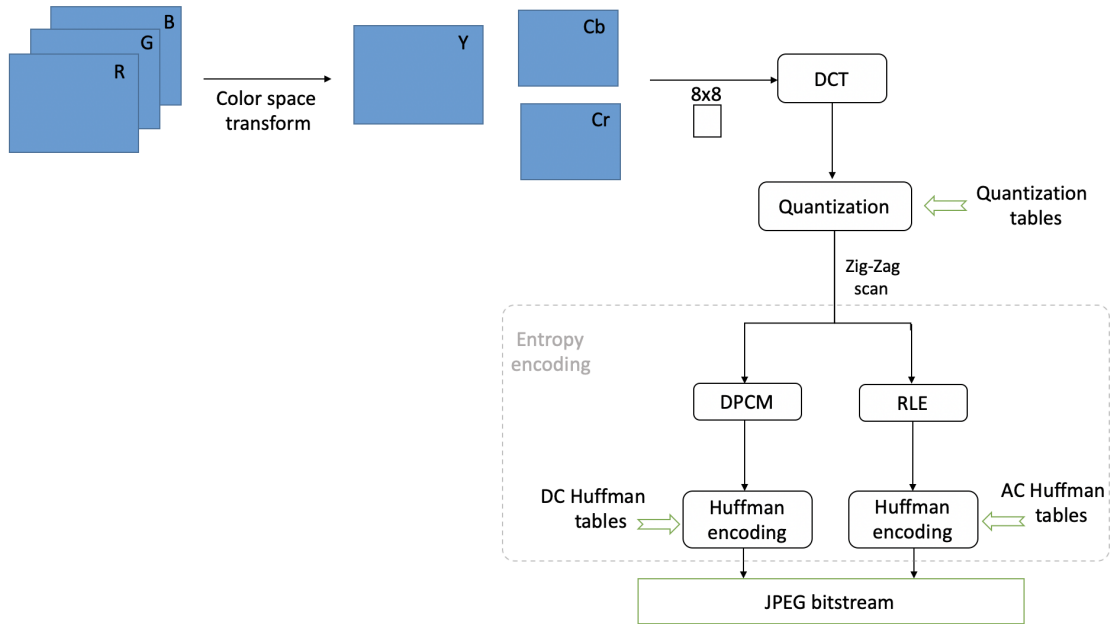 B
G
R
Color space
transform
Y
Cb
Cr
8x8
DCT
Quantization
Quantization
tables
Zig-Zag
scan
Entropy
encoding
DPCM
RLE
DC Huffman
tables
Huffman
encoding
Huffman
encoding
AC Huffman
tables
JPEG bitstream